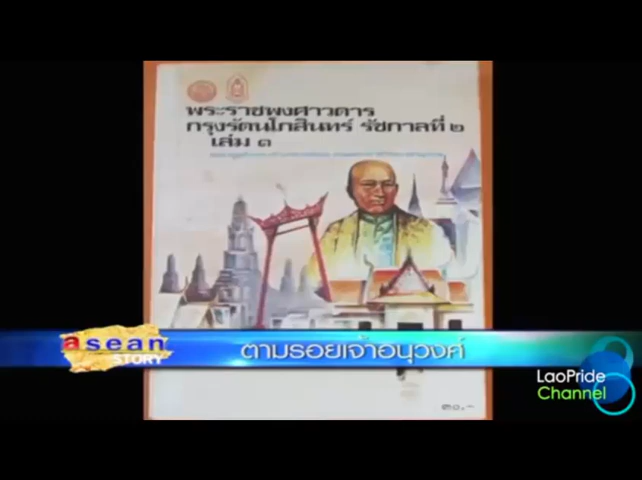 พระราชพงศาวดาร
กรุงรัตนโกสินทร์ รัชกาลที่ ๒
เล่ม ๑
asean
STORY
ตามรอยเจ้าอนุวงศ์
LaoPride
Channel
๓๐.-